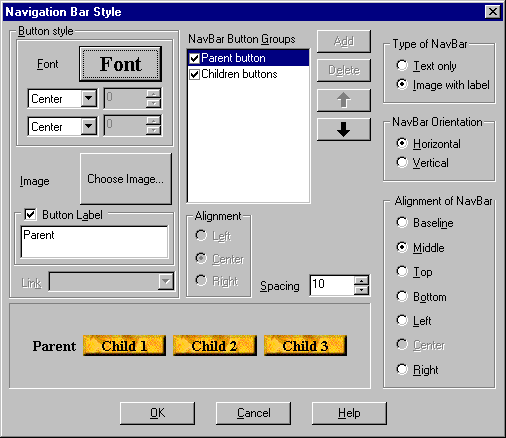 Navigation Bar Style
Button style
Font
Font
Center
0
Center
0
Image
Choose Image...
Button Label
Parent
Link
NavBar Button Groups
Parent button
Children buttons
Add
Delete
Alignment
Left
Center
Right
Spacing
10
Type of NavBar
Text only
Image with label
NavBar Orientation
Horizontal
Vertical
Alignment of NavBar
Baseline
Middle
Top
Bottom
Left
Center
Right
Parent Child 1 Child 2 Child 3
OK Cancel Help